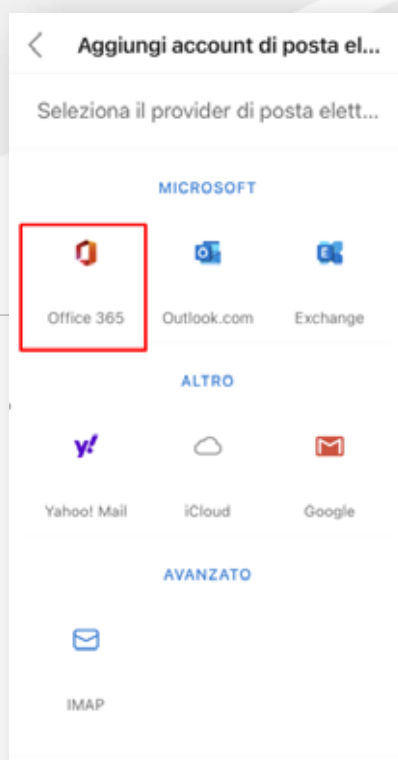 Aggiungi account di posta el...
Seleziona il provider di posta elett...
MICROSOFT
Office 365 Outlook.com Exchange
ALTRO
Yahoo! Mail iCloud Google
AVANZATO
IMAP